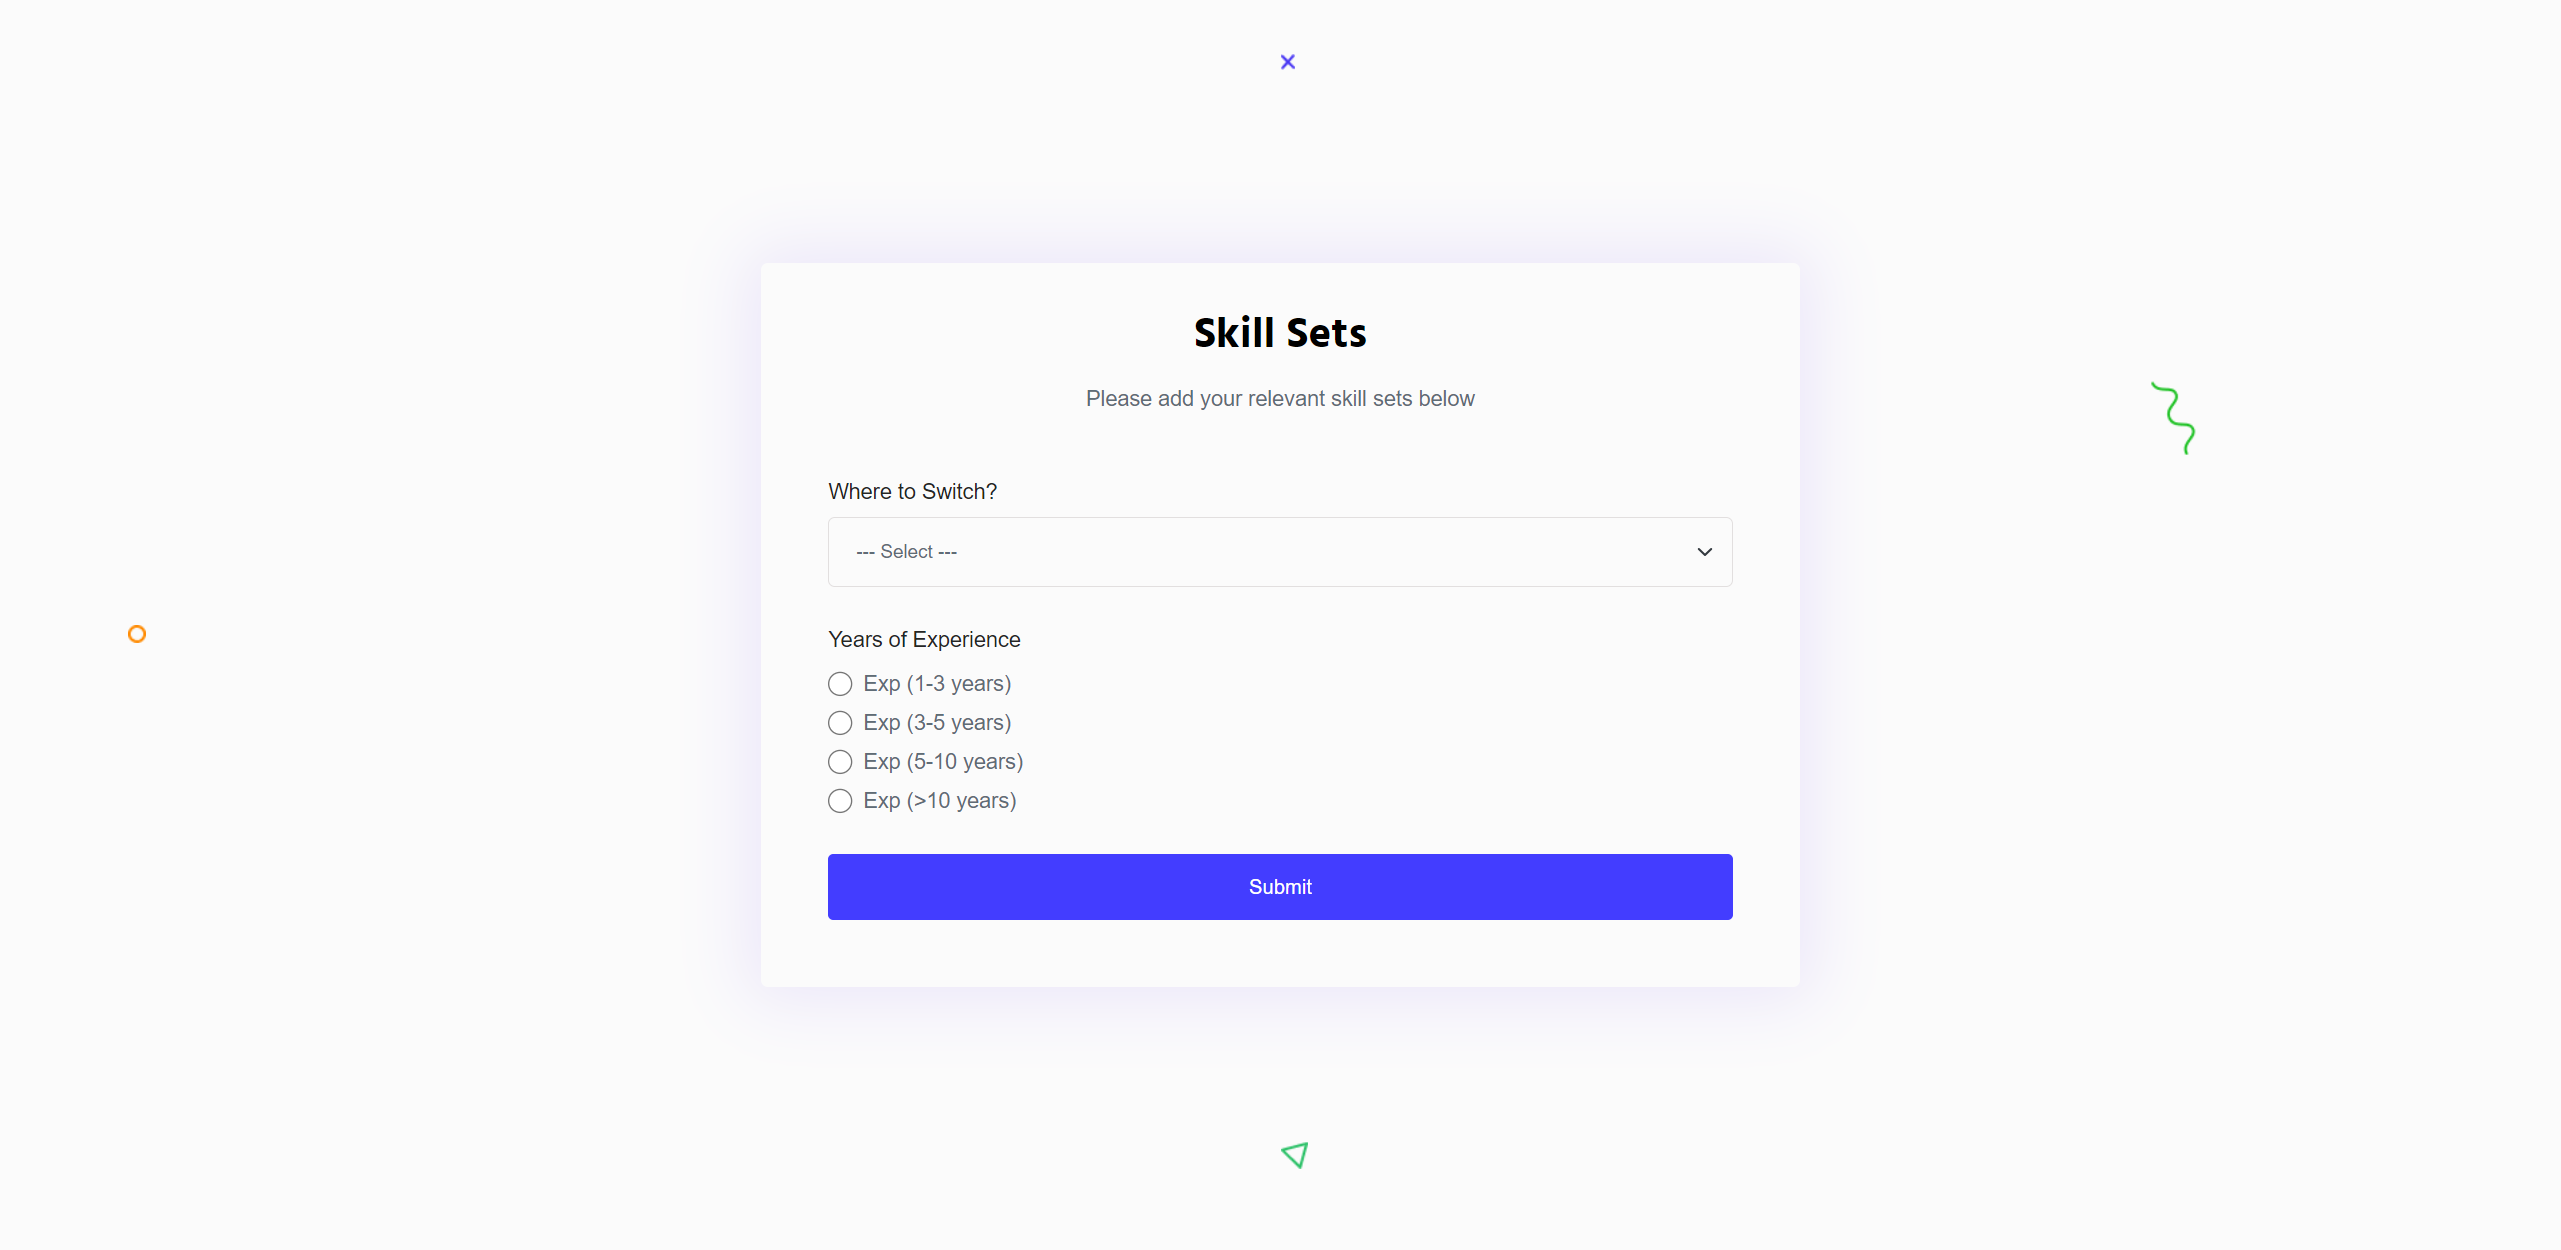 Skill Sets
Please add your relevant skill sets below
Where to Switch?
--- Select ---
Years of Experience
Exp (1-3 years)
Exp (3-5 years)
Exp (5-10 years)
Exp (>10 years)
Submit